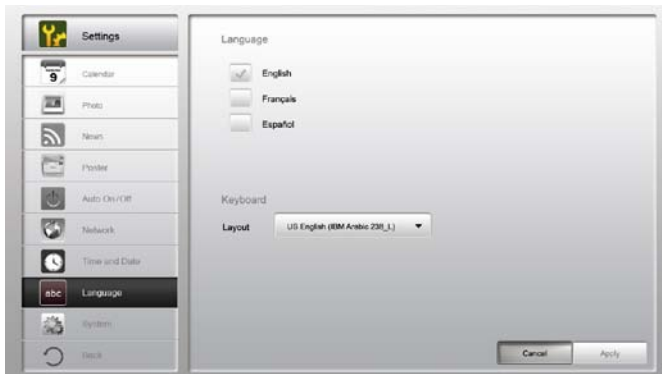 Settings
9
Calendar
Photo
News
Poster
Auto On/Off
Network
Time and Date
abc
Language
System
Back
Language
English
Français
Español
Keyboard
Layout
US English (IBM Arabic 238_L)
Cancel
Apply